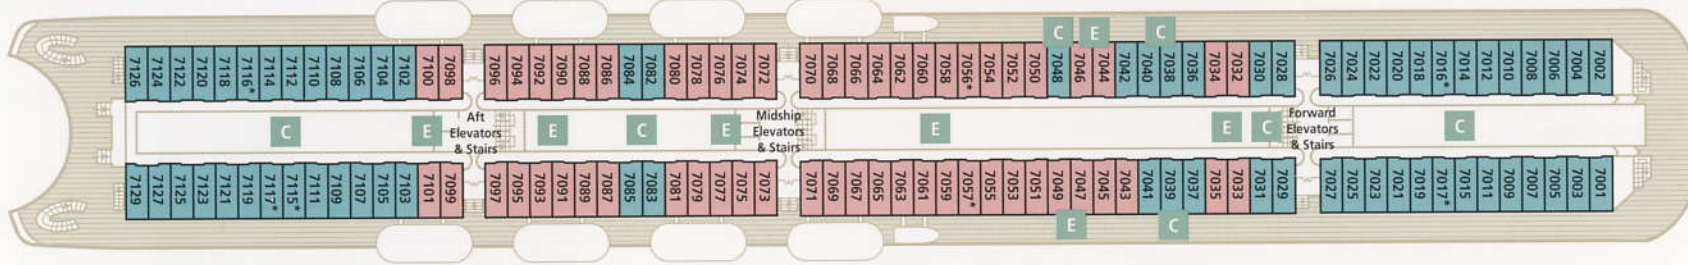 C E C
7126 7124 7122 7120 7118 7116* 7114 7112 7110 7108 7106 7104 7102 7100 7098 7096 7094 7092 7090 7088 7086 7084 7082 7080 7078 7076 7074 7072 7070 7068 7066 7064 7062 7060 7058 7056* 7054 7052 7050 7048 7046 7044 7042 7040 7038 7036 7034 7032 7030 7028 7026 7024 7022 7020 7018 7016* 7014 7012 7010 7008 7006 7004 7002
C E
Aft
Elevators
& Stairs
E C E
Midship
Elevators
& Stairs
E E C
Forward
Elevators
& Stairs
C
7129 7127 7125 7123 7121 7119 7117* 7115* 7111 7109 7107 7105 7103 7101 7099 7097 7095 7093 7091 7089 7087 7085 7083 7081 7079 7077 7075 7073 7071 7069 7067 7065 7063 7061 7059 7057* 7055 7053 7051 7049 7047 7045 7043 7041 7039 7037 7035 7033 7031 7029 7027 7025 7023 7021 7019 7017* 7015 7011 7009 7007 7005 7003 7001
E C